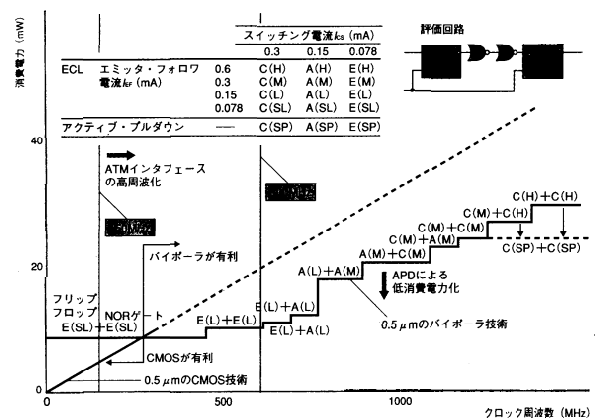 消費電力 (mW)
スイッチング電流ICS (mA)
0.3 0.15 0.078
ECL エミッタ・フォロワ 0.6 C(H) A(H) E(H)
電流IEF (mA) 0.3 C(M) A(M) E(M)
0.15 C(L) A(L) E(L)
0.078 C(SL) A(SL) E(SL)
アクティブ・プルダウン — C(SP) A(SP) E(SP)
評価回路
40
ATMインタフェース
の高周波化
バイポーラが有利
C(H)+C(H)
C(M)+C(H)
C(M)+C(M)
C(M)+A(M)
A(M)+C(M)
C(SP)+C(SP)
20
A(L)+A(M)
APDによる
低消費電力化
フリップ
フロップ NORゲート
E(SL)+E(SL)
E(L)+E(L)
E(L)+A(L)
E(L)+A(L)
0.5μmのバイポーラ技術
CMOSが有利
0.5μmのCMOS技術
0 500 1000
クロック周波数 (MHz)